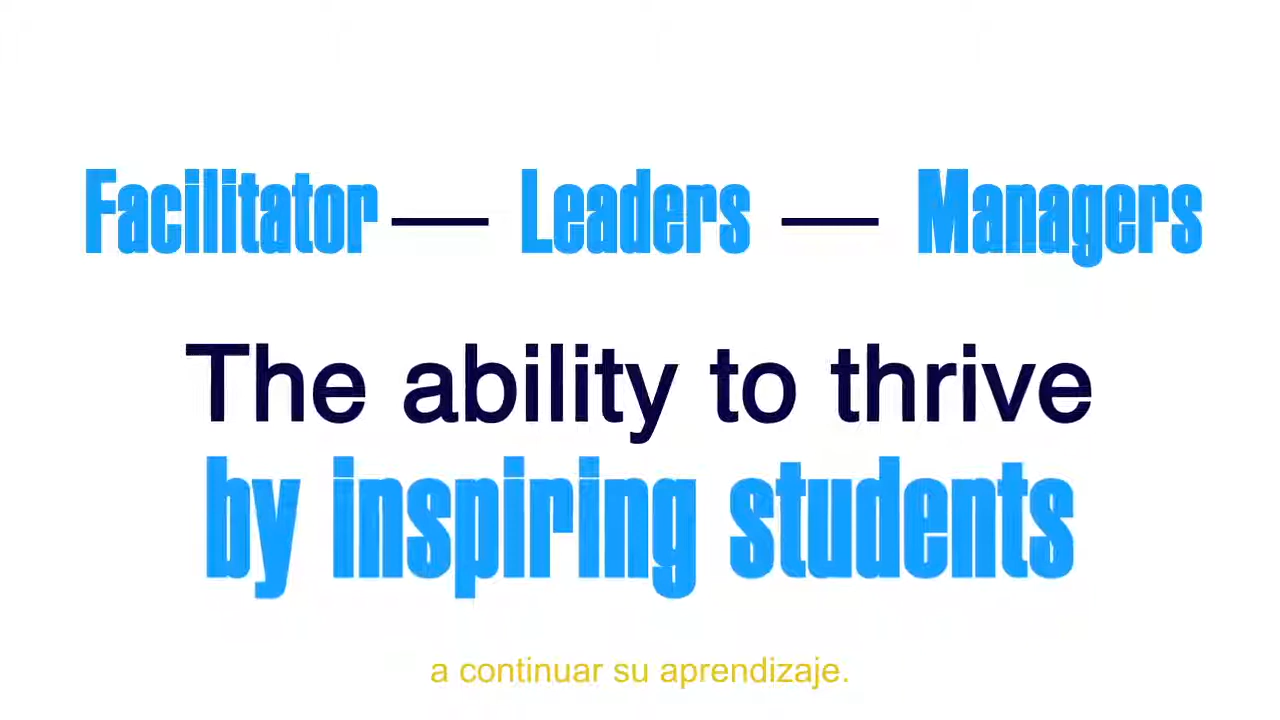 Facilitator — Leaders — Managers
The ability to thrive
by inspiring students
a continuar su aprendizaje.